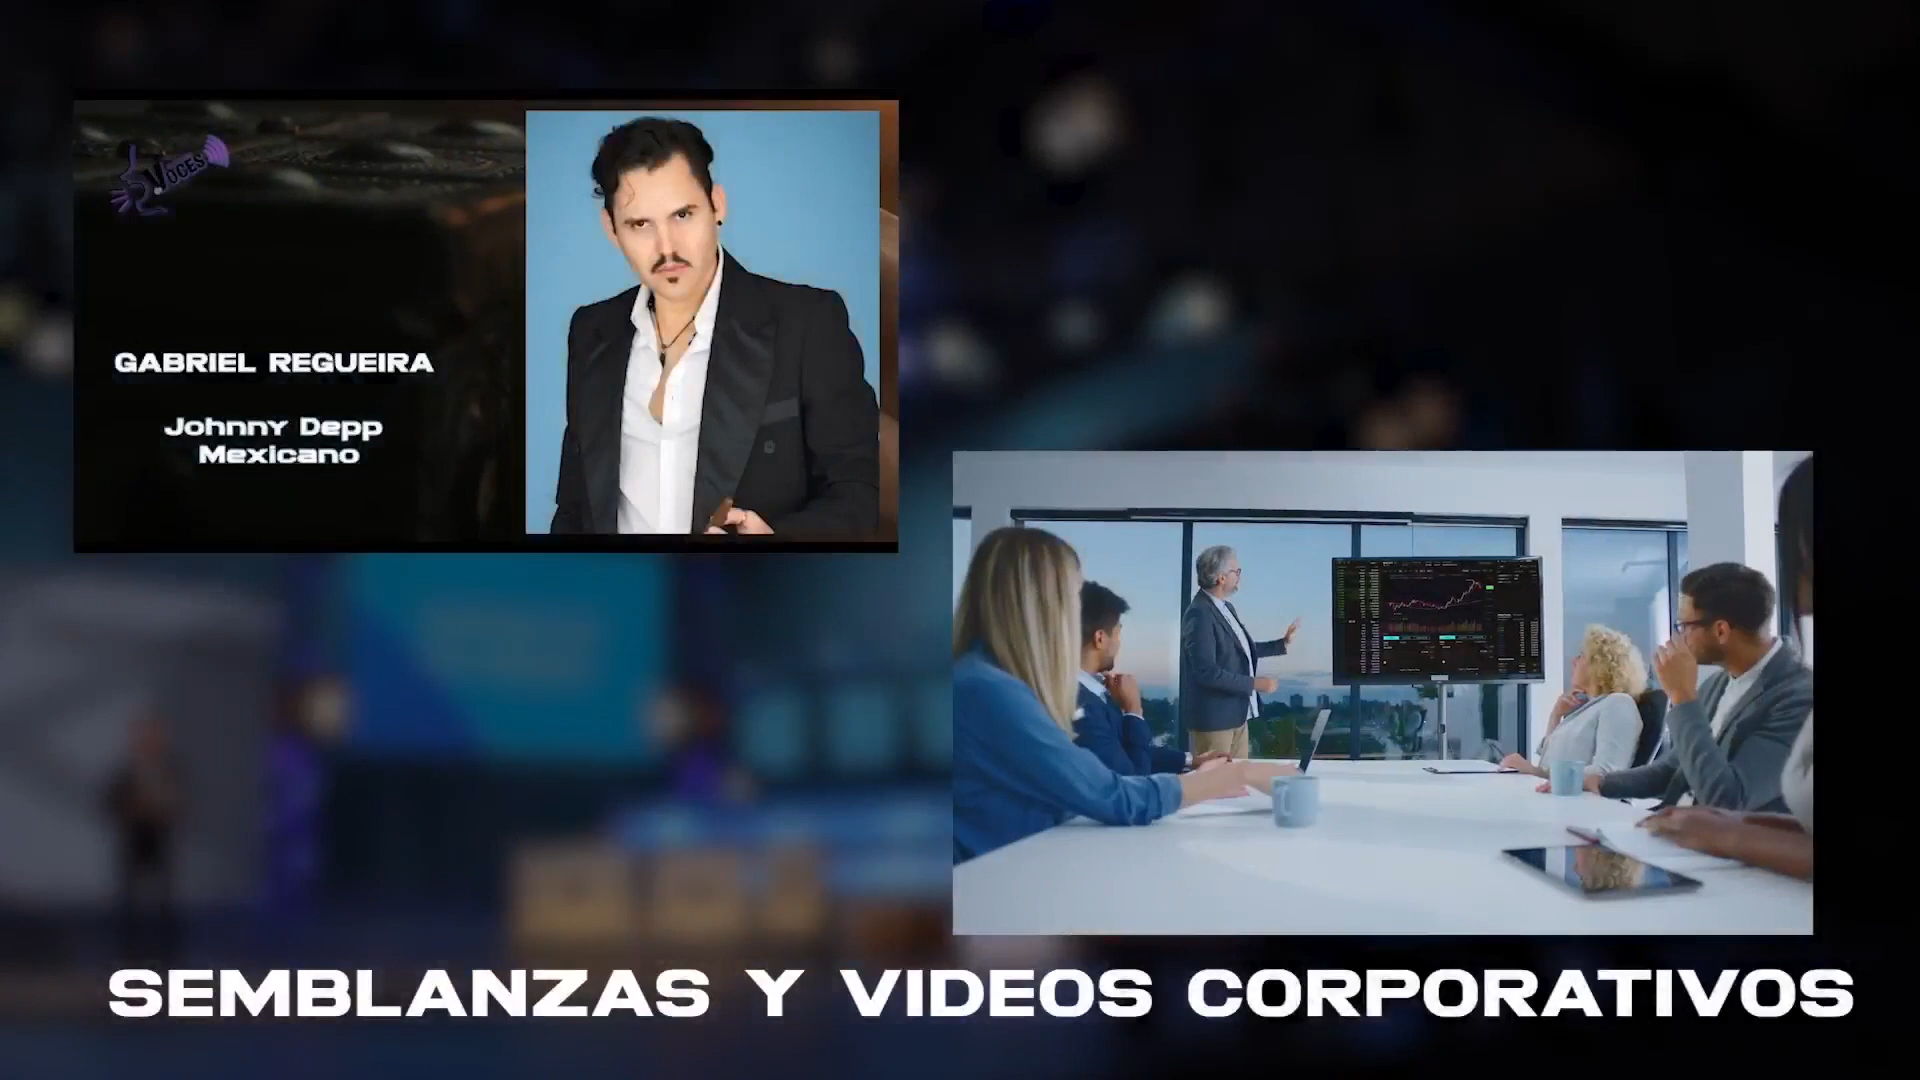 VOCES
GABRIEL REGUEIRA
Johnny Depp
Mexicano
SEMBLANZAS Y VIDEOS CORPORATIVOS